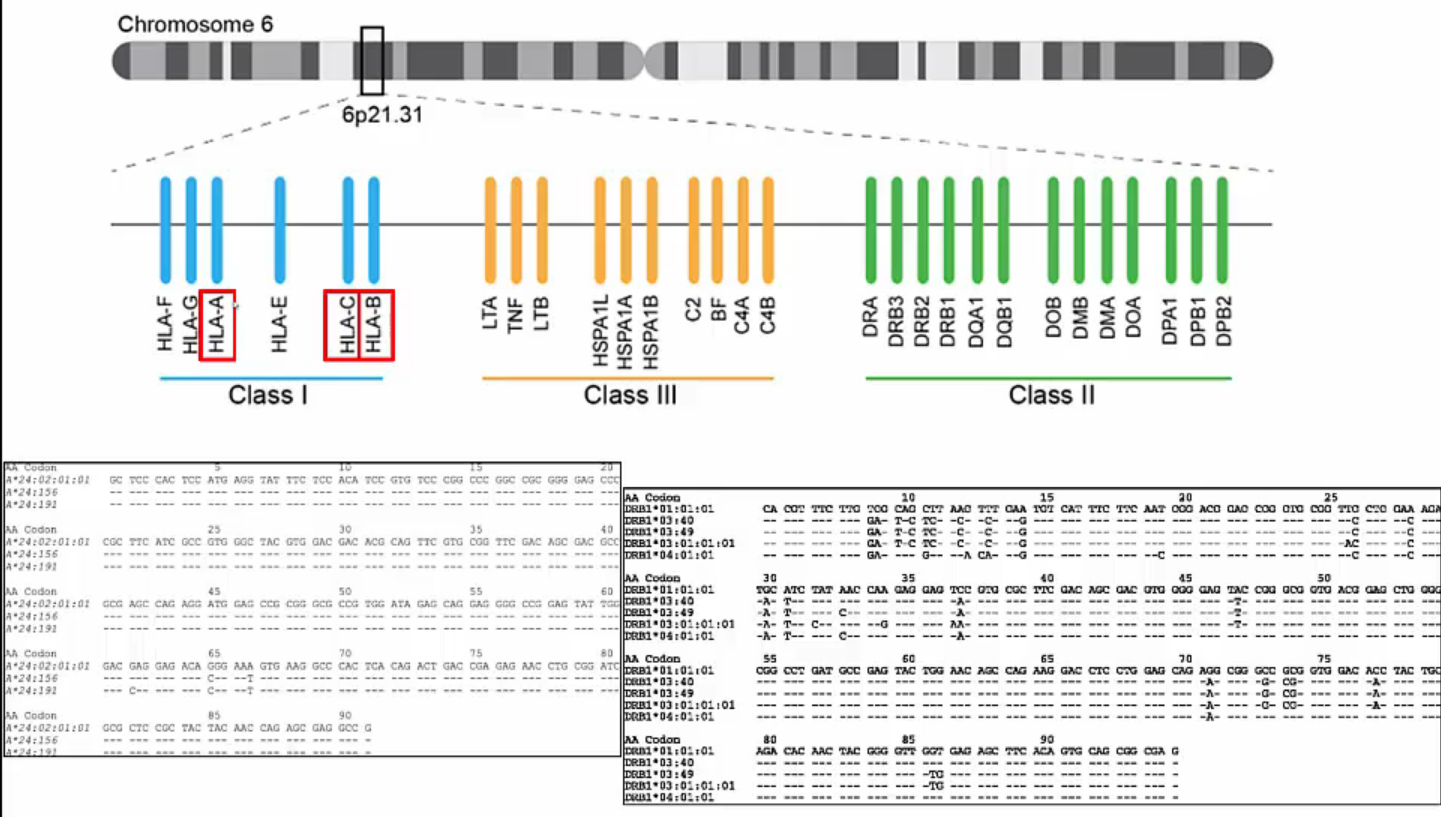 Chromosome 6
6p21.31
HLA-F
HLA-G
HLA-A
HLA-E
HLA-C
HLA-B
LTA
TNF
LTB
HSPA1L
HSPA1A
HSPA1B
C2
BF
C4A
C4B
DRA
DRB3
DRB2
DRB1
DQA1
DQB1
DOB
DMB
DMA
DOA
DPA1
DPB1
DPB2
Class I
Class III
Class II
AA Codon 5 10 15 20
A*24:02:01:01 GC TCC CAC TCC ATG AGG TAT TTC TCC ACA TCC GTG TCC CGG CCC GGC CGC GGG GAG CCC
A*24:156 -- --- --- --- --- --- --- --- --- --- --- --- --- --- --- --- --- --- --- ---
A*24:191 -- --- --- --- --- --- --- --- --- --- --- --- --- --- --- --- --- --- --- ---
AA Codon 25 30 35 40
A*24:02:01:01 CGC TTC ATC GCC GTG GGC TAC GTG GAC GAC ACG CAG TTC GTG CGG TTC GAC AGC GAC GCC
A*24:156 --- --- --- --- --- --- --- --- --- --- --- --- --- --- --- --- --- --- --- ---
A*24:191 --- --- --- --- --- --- --- --- --- --- --- --- --- --- --- --- --- --- --- ---
AA Codon 45 50 55 60
A*24:02:01:01 GCG AGC CAG AGG ATG GAG CCG CGG GCG CCG TGG ATA GAG CAG GAG GGG CCG GAG TAT TGG
A*24:156 --- --- --- --- --- --- --- --- --- --- --- --- --- --- --- --- --- --- --- ---
A*24:191 --- --- --- --- --- --- --- --- --- --- --- --- --- --- --- --- --- --- --- ---
AA Codon 65 70 75 80
A*24:02:01:01 GAC GAG GAG ACA GGG AAA GTG AAG GCC CAC TCA CAG ACT GAC CGA GAG AAC CTG CGG ATC
A*24:156 --- --- --- --- C-- --T --- --- --- --- --- --- --- --- --- --- --- --- --- ---
A*24:191 --- C-- --- --- C-- --T --- --- --- --- --- --- --- --- --- --- --- --- --- ---
AA Codon 85 90
A*24:02:01:01 GCG CTC CGC TAC TAC AAC CAG AGC GAG GCC G
A*24:156 --- --- --- --- --- --- --- --- --- --- -
A*24:191 --- --- --- --- --- --- --- --- --- --- -
AA Codon 10 15 20 25
DRB1*01:01:01 CA CGT TTC TTG TGG CAG CTT AAG TTT GAA TGT CAT TTC TTC AAT GGG ACG GAG CGG GTG CGG TTG CTG GAA AGA
DRB1*03:40 -- --- --- --- GA- T-C TC- -C- -C- --G --- --- --- --- --- --- --- --- --- --- --- --C --- --C ---
DRB1*03:49 -- --- --- --- GA- T-C TC- -C- -C- --G --- --- --- --- --- --- --- --- --- --- --- --C --- --C ---
DRB1*03:01:01:01 -- --- --- --- GA- T-C TC- -C- -C- --G --- --- --- --- --- --- --- --- --- --- --- -AC --- --C ---
DRB1*04:01:01 -- --- --- --- GA- --- G-- --A CA- --G --- --- --- --- --C --- --- --- --- --- --- --C --- --C ---
AA Codon 30 35 40 45 50
DRB1*01:01:01 TGC ATC TAT AAC CAA GAG GAG TCC GTG CGC TTC GAC AGC GAC GTG GGG GAG TAC CGG GCG GTG ACG GAG CTG GGG
DRB1*03:40 -A- T-- --- --- --- --- --- -A- --- --- --- --- --- --- --- --- --- -T- --- --- --- --- --- --- ---
DRB1*03:49 -A- T-- --- C-- --- --- --- -A- --- --- --- --- --- --- --- --- --- -T- --- --- --- --- --- --- ---
DRB1*03:01:01:01 -A- T-- C-- --- --G --- --- AA- --- --- --- --- --- --- --- --- --- -T- --- --- --- --- --- --- ---
DRB1*04:01:01 -A- T-- --- C-- --- --- --- -A- --- --- --- --- --- --- --- --- --- --- --- --- --- --- --- --- ---
AA Codon 55 60 65 70 75
DRB1*01:01:01 CGG CCT GAT GCC GAG TAC TGG AAC AGC CAG AAG GAC CTC CTG GAG CAG AGG CGG GCC GCG GTG GAC ACC TAC TGC
DRB1*03:40 --- --- --- --- --- --- --- --- --- --- --- --- --- --- --- --- -A- --- -G- CG- --- --- --- --- ---
DRB1*03:49 --- --- --- --- --- --- --- --- --- --- --- --- --- --- --- --- -A- --- -G- CG- --- --- -A- --- ---
DRB1*03:01:01:01 --- --- --- --- --- --- --- --- --- --- --- --- --- --- --- --- -A- --- -G- CG- --- --- -A- --- ---
DRB1*04:01:01 --- --- --- --- --- --- --- --- --- --- --- --- --- --- --- --- -A- --- --- --- --- --- --- --- ---
AA Codon 80 85 90
DRB1*01:01:01 AGA CAC AAC TAC GGG GTT GGT GAG AGC TTC ACA GTG CAG CGG CGA G
DRB1*03:40 --- --- --- --- --- --- --- --- --- --- --- --- --- --- --- -
DRB1*03:49 --- --- --- --- --- --- -TG --- --- --- --- --- --- --- --- -
DRB1*03:01:01:01 --- --- --- --- --- --- -TG --- --- --- --- --- --- --- --- -
DRB1*04:01:01 --- --- --- --- --- --- --- --- --- --- --- --- --- --- --- -